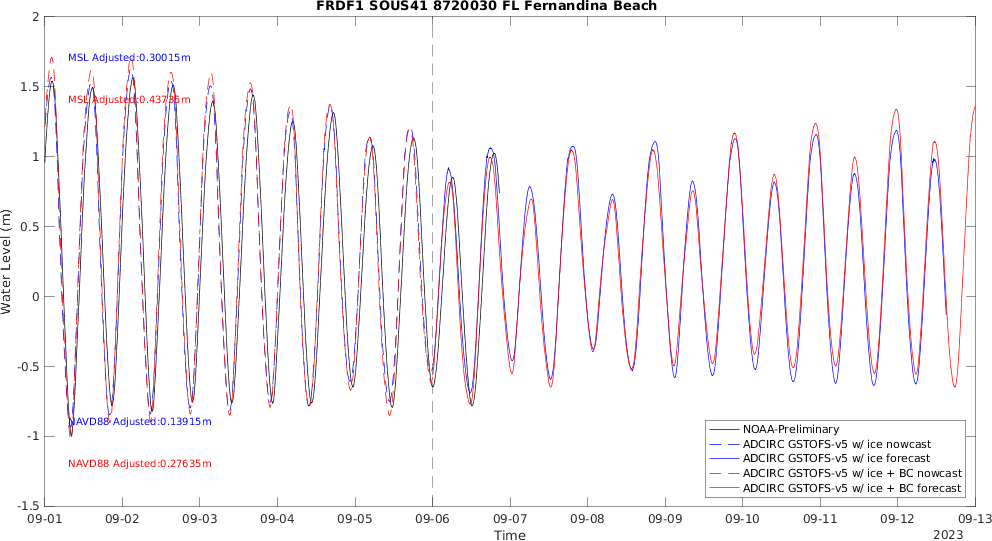 FRDF1 SOUS41 8720030 FL Fernandina Beach
2
1.5
1
0.5
0
-0.5
-1
-1.5
Water Level (m)
MSL Adjusted:0.30015m
MSL Adjusted:0.43735m
NAVD88 Adjusted:0.13915m
NAVD88 Adjusted:0.27635m
NOAA-Preliminary
ADCIRC GSTOFS-v5 w/ ice nowcast
ADCIRC GSTOFS-v5 w/ ice forecast
ADCIRC GSTOFS-v5 w/ ice + BC nowcast
ADCIRC GSTOFS-v5 w/ ice + BC forecast
09-01 09-02 09-03 09-04 09-05 09-06 09-07 09-08 09-09 09-10 09-11 09-12 09-13
Time
2023